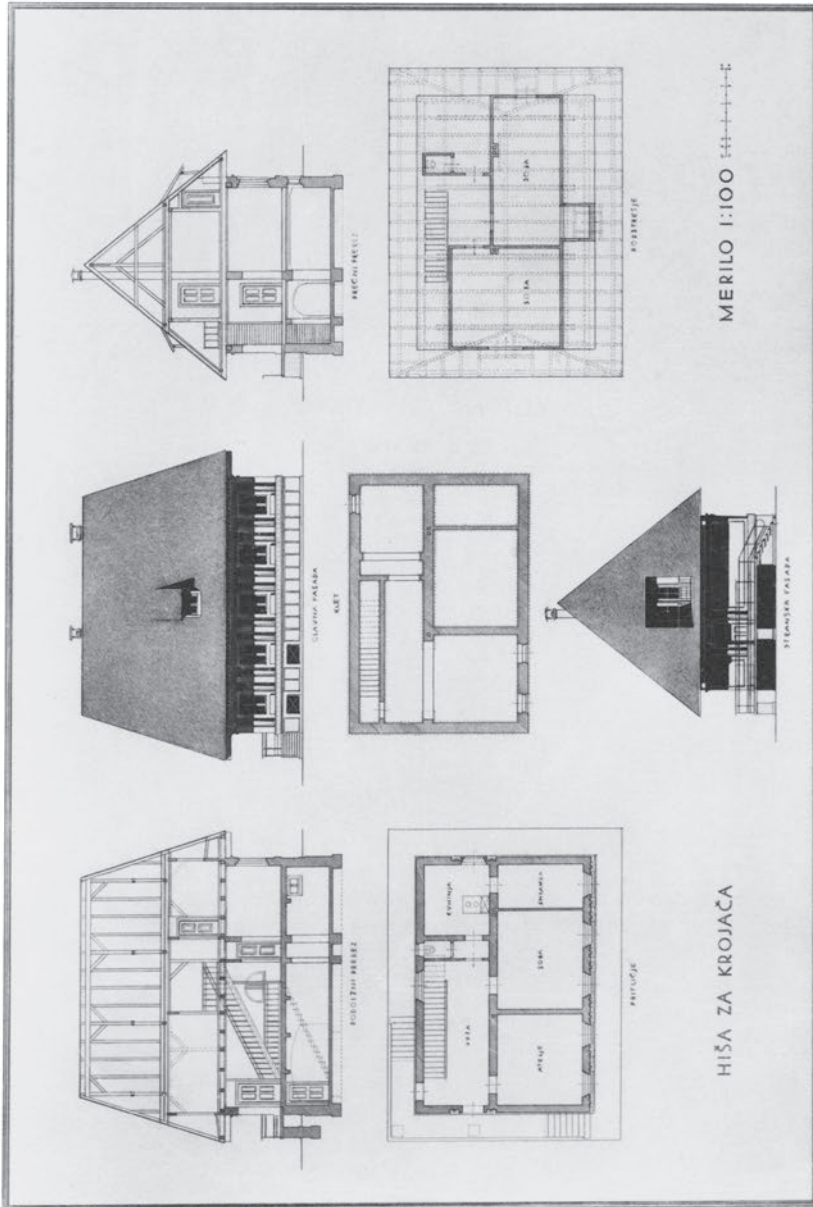 PODOLŽNI PREREZ
GLAVNA FASADA
PREČNI PREREZ
PRITLIČJE
VEŽA
KUHINJA
ATELJE
SOBA
SHRAMBA
KLET
PODSTREŠJE
SOBA
SOBA
STRANSKA FASADA
HIŠA ZA KROJAČA
MERILO 1:100